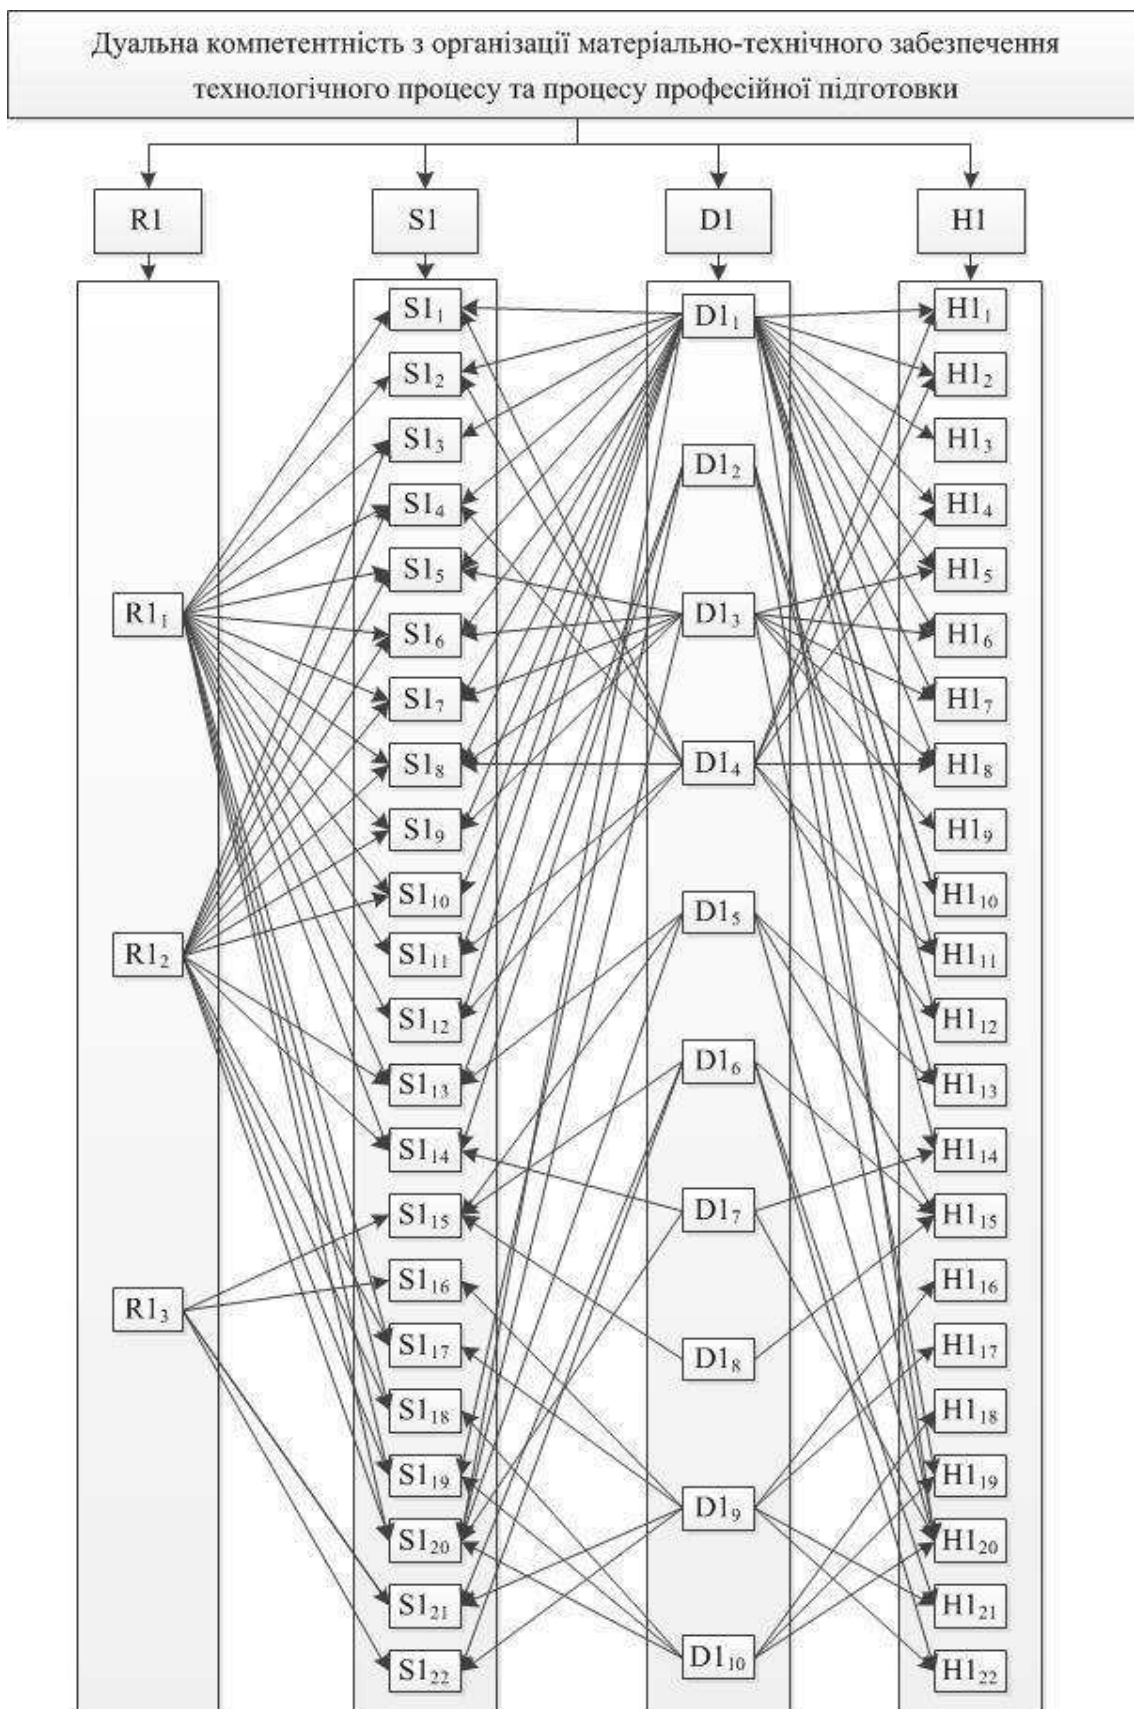 Дуальна компетентність з організації матеріально-технічного забезпечення
технологічного процесу та процесу професійної підготовки
R1 S1 D1 H1
S1₁ D1₁ H1₁
S1₂ H1₂
S1₃ H1₃
D1₂
S1₄ H1₄
S1₅ H1₅
R1₁ D1₃
S1₆ H1₆
S1₇ H1₇
S1₈ D1₄ H1₈
S1₉ H1₉
S1₁₀ H1₁₀
D1₅
R1₂ S1₁₁ H1₁₁
S1₁₂ H1₁₂
D1₆
S1₁₃ H1₁₃
S1₁₄ H1₁₄
S1₁₅ D1₇ H1₁₅
S1₁₆ H1₁₆
R1₃
S1₁₇ H1₁₇
D1₈
S1₁₈ H1₁₈
S1₁₉ H1₁₉
D1₉
S1₂₀ H1₂₀
S1₂₁ H1₂₁
D1₁₀
S1₂₂ H1₂₂